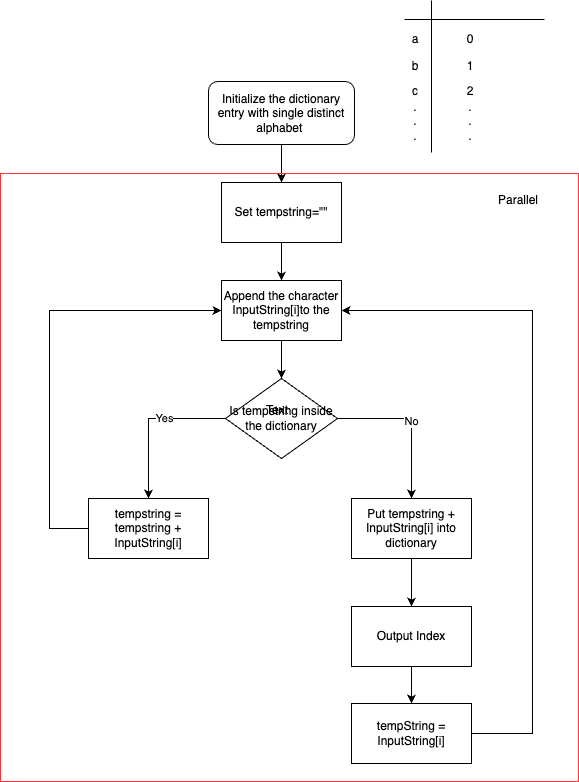 a 0
b 1
c 2
. .
. .
. .
Initialize the dictionary
entry with single distinct
alphabet
Parallel
Set tempstring=""
Append the character
InputString[i]to the
tempstring
Text
Is tempstring inside
the dictionary
Yes
No
tempstring =
tempstring +
InputString[i]
Put tempstring +
InputString[i] into
dictionary
Output Index
tempString =
InputString[i]